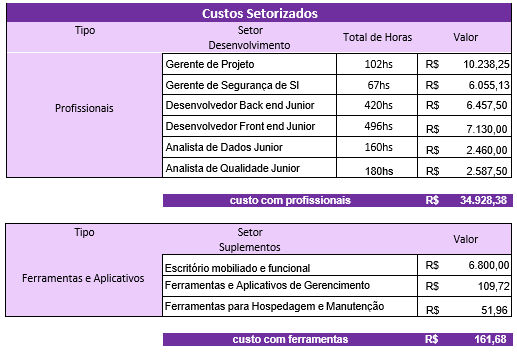 Custos Setorizados
Tipo Setor Desenvolvimento Total de Horas Valor
Profissionais
Gerente de Projeto 102hs R$ 10.238,25
Gerente de Segurança de SI 67hs R$ 6.055,13
Desenvolvedor Back end Junior 420hs R$ 6.457,50
Desenvolvedor Front end Junior 496hs R$ 7.130,00
Analista de Dados Junior 160hs R$ 2.460,00
Analista de Qualidade Junior 180hs R$ 2.587,50
custo com profissionais R$ 34.928,38
Tipo Setor Suplementos Valor
Ferramentas e Aplicativos
Escritório mobiliado e funcional R$ 6.800,00
Ferramentas e Aplicativos de Gerencimento R$ 109,72
Ferramentas para Hospedagem e Manutenção R$ 51,96
custo com ferramentas R$ 161,68